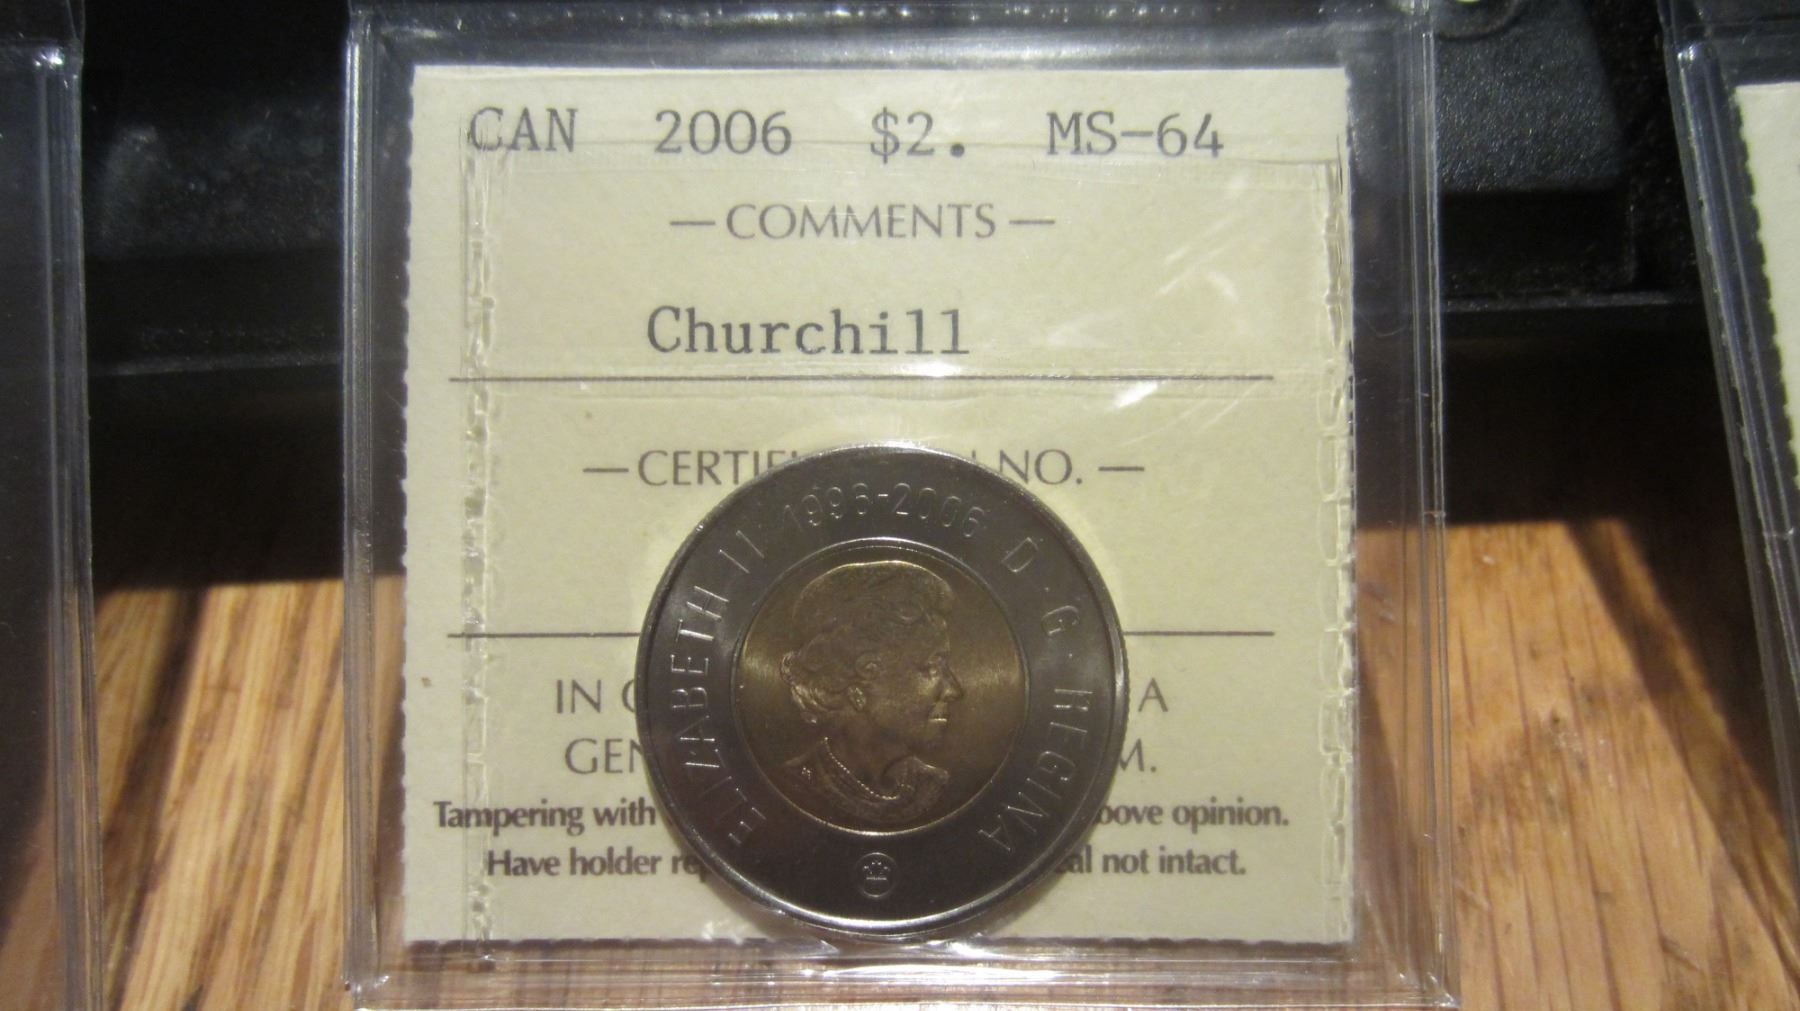 CAN 2006 $2. MS-64
— COMMENTS —
Churchill
— CERTIF NO. —
IN A
GEN M.
Tampering with bove opinion.
Have holder re al not intact.
ELIZABETH II 1996-2006 D·G·REGINA